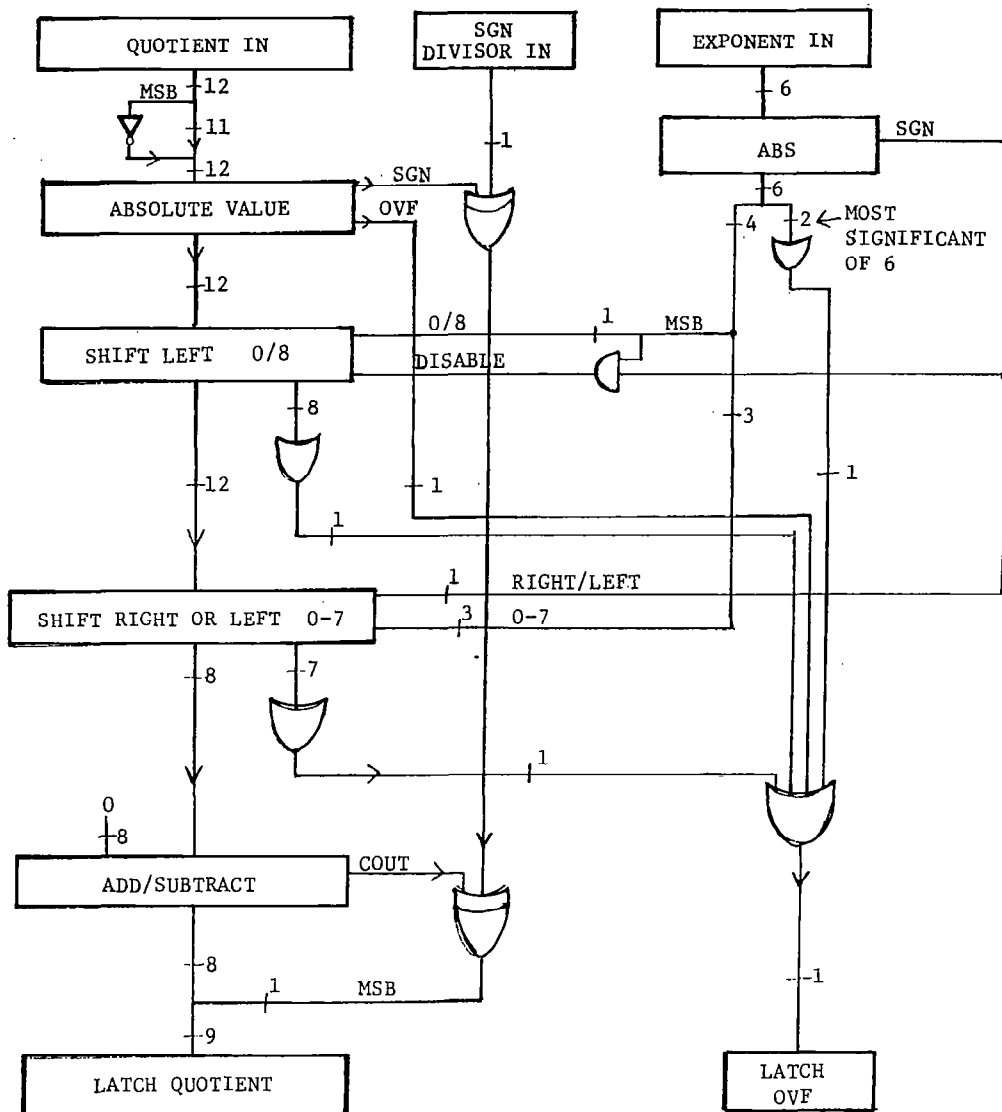 QUOTIENT IN
SGN
DIVISOR IN
EXPONENT IN
12
MSB
11
12
1
6
ABS
SGN
ABSOLUTE VALUE
SGN
OVF
6
4
2
MOST
SIGNIFICANT
OF 6
12
SHIFT LEFT 0/8
0/8
1
MSB
DISABLE
8
3
12
1
1
1
SHIFT RIGHT OR LEFT 0-7
1
RIGHT/LEFT
3
0-7
8
7
1
0
8
ADD/SUBTRACT
COUT
8
1
MSB
1
9
LATCH QUOTIENT
LATCH
OVF